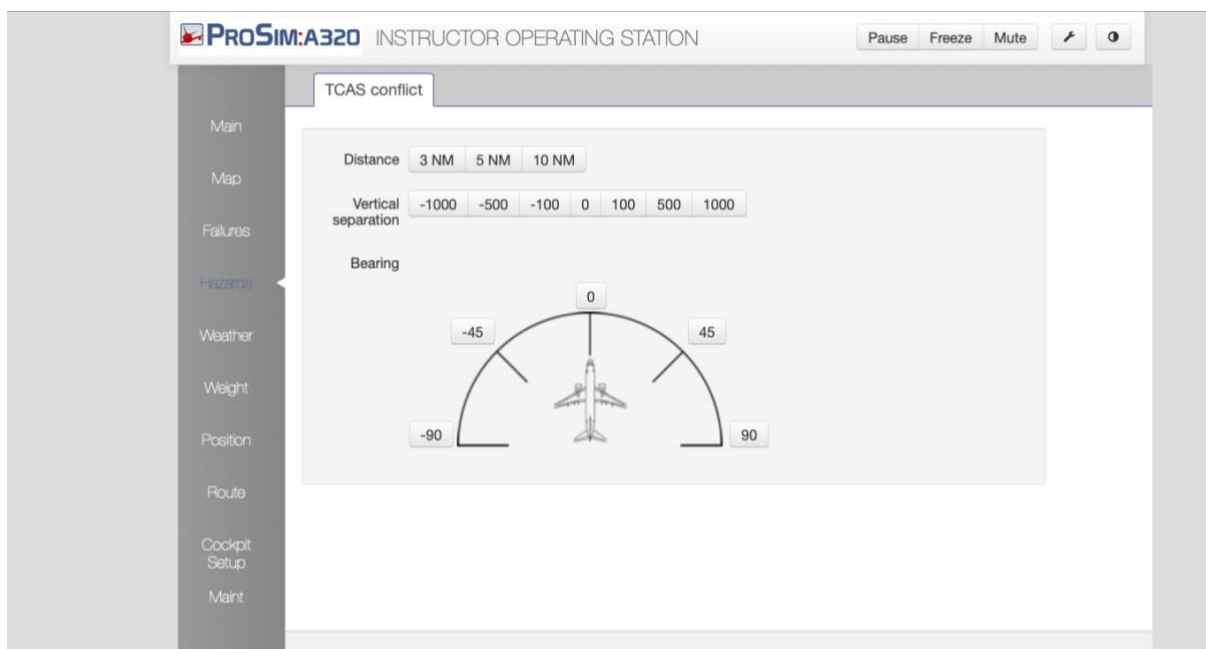 PROSIM:A320 INSTRUCTOR OPERATING STATION
Pause Freeze Mute
TCAS conflict
Main
Map
Failures
Hazards
Weather
Weight
Position
Route
Cockpit
Setup
Maint
Distance 3 NM 5 NM 10 NM
Vertical
separation
-1000 -500 -100 0 100 500 1000
Bearing
0
-45 45
-90 90